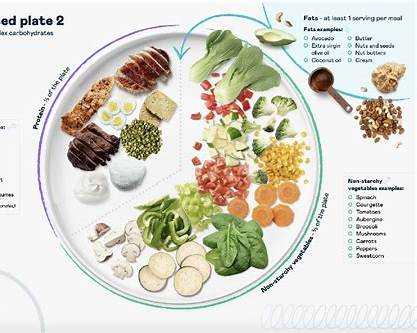 ed plate 2
lex carbohydrates
Protein - ¼ of the plate
Non-starchy vegetables - ½ of the plate
Fats - at least 1 serving per meal
Fats examples:
Avocado
Extra virgin
olive oil
Coconut oil
Butter
Nuts and seeds
Nut butters
Cream
Non-starchy
vegetables examples:
Spinach
Courgette
Tomatoes
Aubergine
Broccoli
Mushrooms
Carrots
Peppers
Sweetcorn